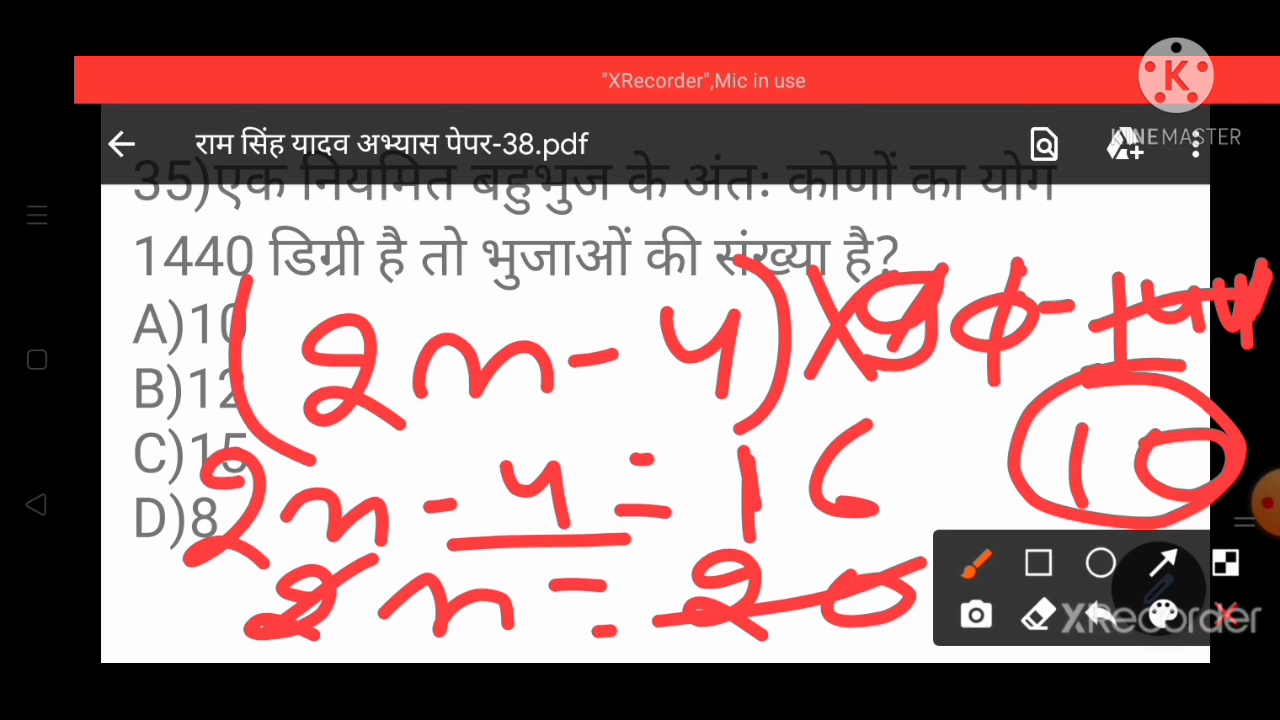 "XRecorder",Mic in use
K
KINEMASTER
राम सिंह यादव अभ्यास पेपर-38.pdf
35)एक नियमित बहुभुज के अंतः कोणों का योग
1440 डिग्री है तो भुजाओं की संख्या है?
A)10
B)12
C)15
D)8
(2n-4)×90=144
10
2n-4=16
2n=20
XRecorder